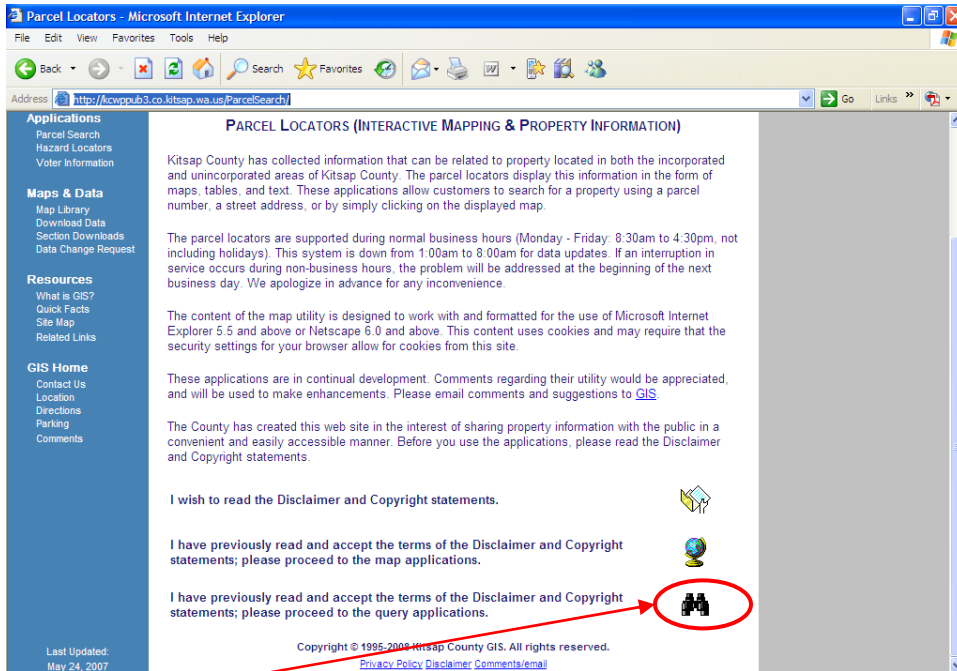 Parcel Locators - Microsoft Internet Explorer
File Edit View Favorites Tools Help
Back Search Favorites
Address http://kcwppub3.co.kitsap.wa.us/ParcelSearch/ Go Links »
Applications
Parcel Search
Hazard Locators
Voter Information
Maps & Data
Map Library
Download Data
Section Downloads
Data Change Request
Resources
What is GIS?
Quick Facts
Site Map
Related Links
GIS Home
Contact Us
Location
Directions
Parking
Comments
Last Updated:
May 24, 2007
PARCEL LOCATORS (INTERACTIVE MAPPING & PROPERTY INFORMATION)
Kitsap County has collected information that can be related to property located in both the incorporated
and unincorporated areas of Kitsap County. The parcel locators display this information in the form of
maps, tables, and text. These applications allow customers to search for a property using a parcel
number, a street address, or by simply clicking on the displayed map.
The parcel locators are supported during normal business hours (Monday - Friday: 8:30am to 4:30pm, not
including holidays). This system is down from 1:00am to 8:00am for data updates. If an interruption in
service occurs during non-business hours, the problem will be addressed at the beginning of the next
business day. We apologize in advance for any inconvenience.
The content of the map utility is designed to work with and formatted for the use of Microsoft Internet
Explorer 5.5 and above or Netscape 6.0 and above. This content uses cookies and may require that the
security settings for your browser allow for cookies from this site.
These applications are in continual development. Comments regarding their utility would be appreciated,
and will be used to make enhancements. Please email comments and suggestions to GIS.
The County has created this web site in the interest of sharing property information with the public in a
convenient and easily accessible manner. Before you use the applications, please read the Disclaimer
and Copyright statements.
I wish to read the Disclaimer and Copyright statements.
I have previously read and accept the terms of the Disclaimer and Copyright
statements; please proceed to the map applications.
I have previously read and accept the terms of the Disclaimer and Copyright
statements; please proceed to the query applications.
Copyright © 1995-2008 Kitsap County GIS. All rights reserved.
Privacy Policy Disclaimer Comments/email